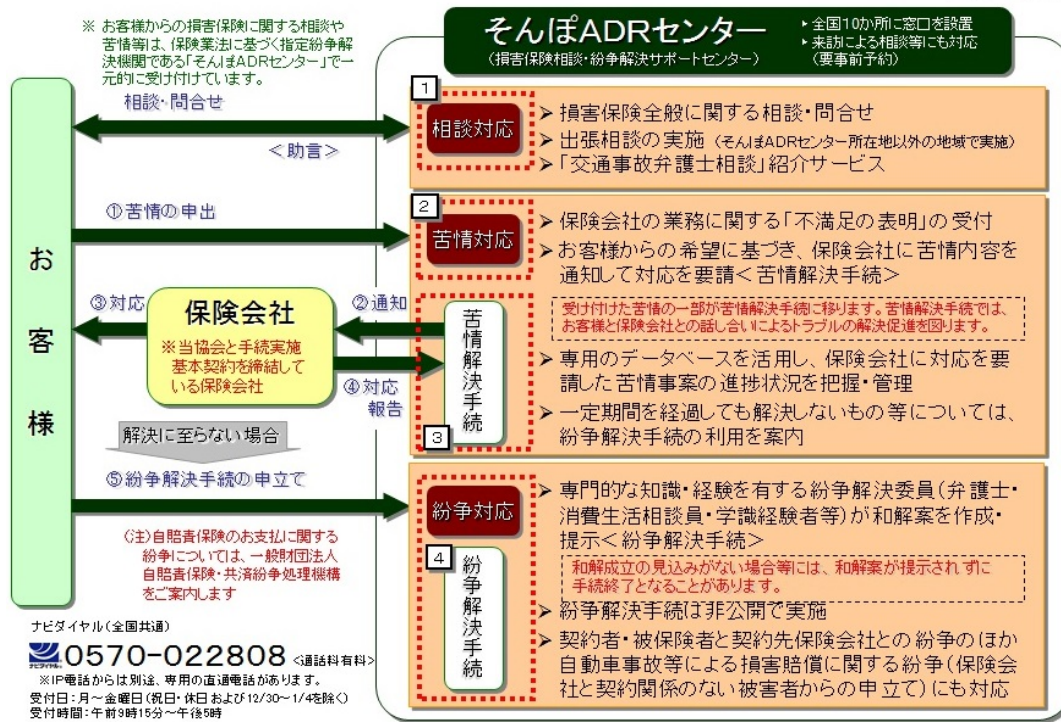 ※ お客様からの損害保険に関する相談や
苦情等は、保険業法に基づく指定紛争解
決機関である「そんぽADRセンター」で一
元的に受け付けています。
そんぽADRセンター
(損害保険相談・紛争解決サポートセンター)
▶全国10か所に窓口を設置
▶来訪による相談等にも対応
(要事前予約)
相談・問合せ
<助言>
1
相談対応
➢ 損害保険全般に関する相談・問合せ
➢ 出張相談の実施 (そんぽADRセンター所在地以外の地域で実施)
➢ 「交通事故弁護士相談」紹介サービス
お客様
①苦情の申出
2
苦情対応
➢ 保険会社の業務に関する「不満足の表明」の受付
➢ お客様からの希望に基づき、保険会社に苦情内容を
通知して対応を要請<苦情解決手続>
③対応
保険会社
※当協会と手続実施
基本契約を締結して
いる保険会社
②通知
④対応
報告
苦情解決手続
3
受け付けた苦情の一部が苦情解決手続に移ります。苦情解決手続では、
お客様と保険会社との話し合いによるトラブルの解決促進を図ります。
➢ 専用のデータベースを活用し、保険会社に対応を要
請した苦情事案の進捗状況を把握・管理
➢ 一定期間を経過しても解決しないもの等については、
紛争解決手続の利用を案内
解決に至らない場合
⑤紛争解決手続の申立て
紛争対応
4
紛争解決手続
➢ 専門的な知識・経験を有する紛争解決委員(弁護士・
消費生活相談員・学識経験者等)が和解案を作成・
提示<紛争解決手続>
和解成立の見込みがない場合等には、和解案が提示されずに
手続終了となることがあります。
➢ 紛争解決手続は非公開で実施
➢ 契約者・被保険者と契約先保険会社との紛争のほか
自動車事故等による損害賠償に関する紛争(保険会
社と契約関係のない被害者からの申立て)にも対応
(注)自賠責保険のお支払に関する
紛争については、一般財団法人
自賠責保険・共済紛争処理機構
をご案内します
ナビダイヤル(全国共通)
ナビダイヤル
0570-022808 <通話料有料>
※IP電話からは別途、専用の直通電話があります。
受付日:月~金曜日(祝日・休日および12/30~1/4を除く)
受付時間:午前9時15分~午後5時